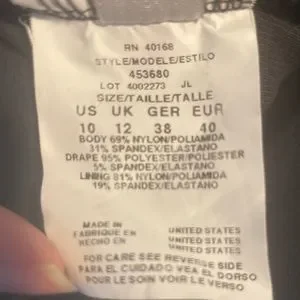 RN 40168
STYLE/MODELE/ESTILO
453680
LOT 4002273 JL
SIZE/TAILLE/TALLE
US UK GER EUR
10 12 38 40
BODY 69% NYLON/POLIAMIDA
31% SPANDEX/ELASTANO
DRAPE 95% POLYESTER/POLIESTER
5% SPANDEX/ELASTANO
LINING 81% NYLON/POLIAMIDA
19% SPANDEX/ELASTANO
MADE IN UNITED STATES
FABRIQUE EN UNITED STATES
HECHO EN UNITED STATES
FOR CARE SEE REVERSE SIDE
PARA EL CUIDADO VEA EL DORSO
POUR L'ENTRETIEN VOIR AU VERSO